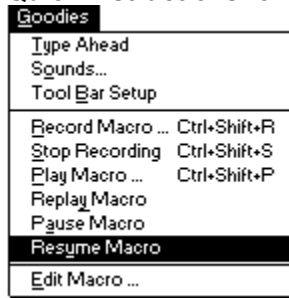 Goodies
Type Ahead
Sounds...
Tool Bar Setup
Record Macro ... Ctrl+Shift+R
Stop Recording Ctrl+Shift+S
Play Macro ... Ctrl+Shift+P
Replay Macro
Pause Macro
Resume Macro
Edit Macro ...